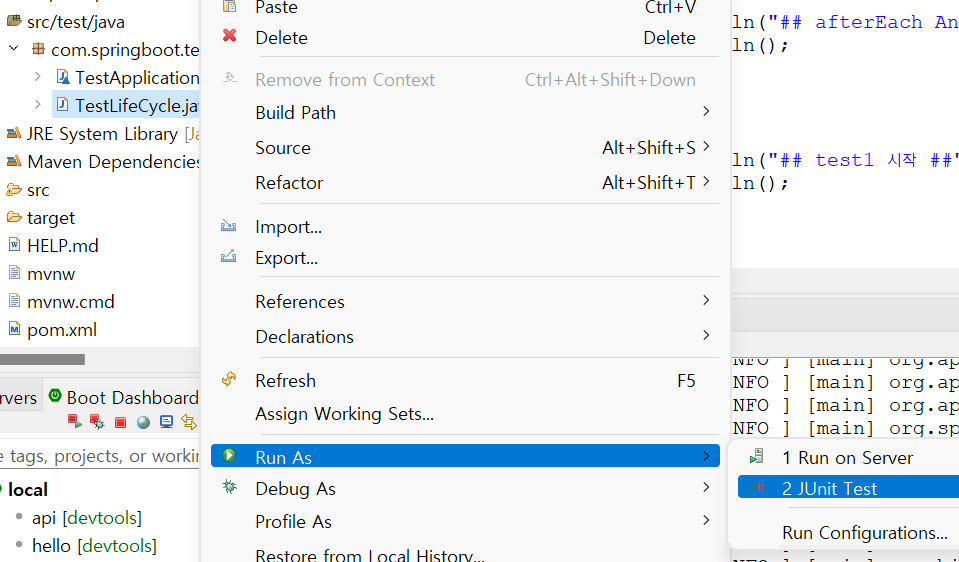 src/test/java
com.springboot.te
TestApplication
TestLifeCycle.ja
JRE System Library [Ja
Maven Dependencies
src
target
HELP.md
mvnw
mvnw.cmd
pom.xml
rvers
Boot Dashboard
e tags, projects, or workin
local
api [devtools]
hello [devtools]
Paste Ctrl+V
Delete Delete
Remove from Context Ctrl+Alt+Shift+Down
Build Path
Source Alt+Shift+S
Refactor Alt+Shift+T
Import...
Export...
References
Declarations
Refresh F5
Assign Working Sets...
Run As
Debug As
Profile As
Restore from Local History...
1 Run on Server
2 JUnit Test
Run Configurations...
ln("## afterEach An
ln();
ln("## test1 시작 ##"
ln();
NFO ] [main] org.ap
NFO ] [main] org.ap
NFO ] [main] org.ap
NFO ] [main] org.sp